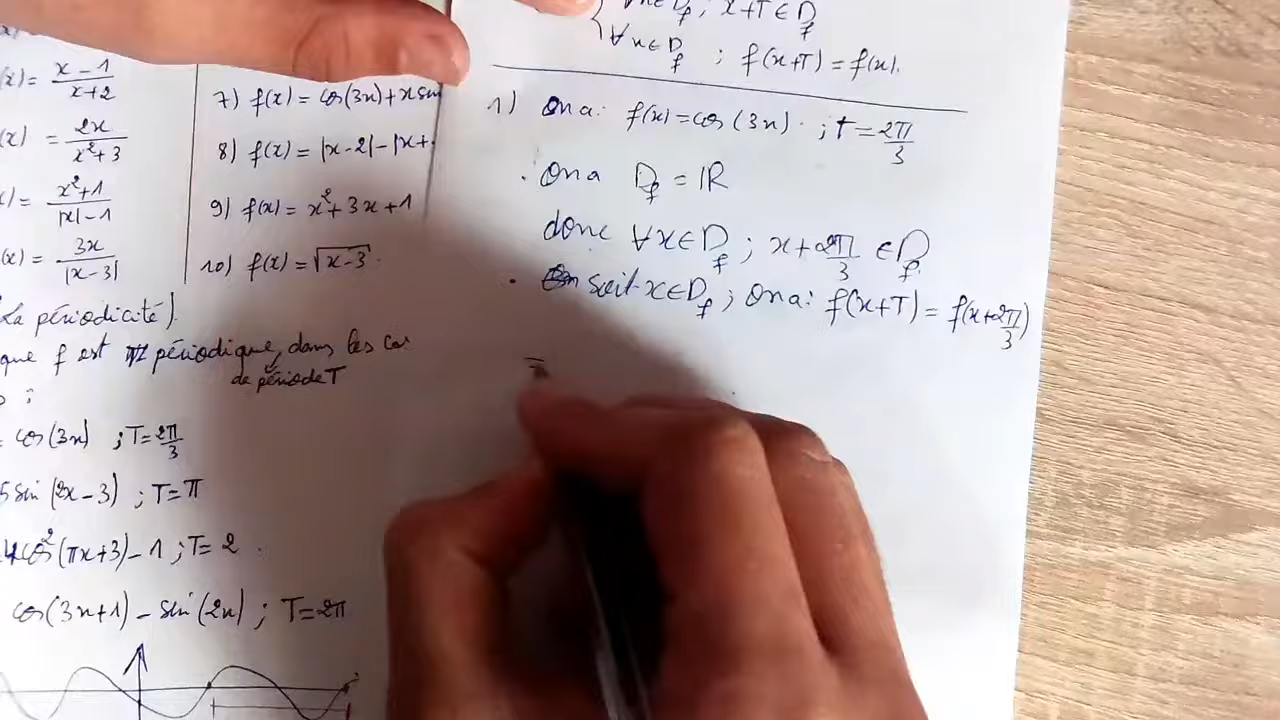 (x) = x-1/x+2
(x) = 2x/x²+3
) = x²+1/|x|-1
(x) = 3x/|x-3|
7) f(x) = cos(3x)+x sin
8) f(x) = |x-2|-|x+
9) f(x) = x²+3x+1
10) f(x) = √x-3
La périodicité).
que f est périodique, dans les cas
de période T
:
= cos(3x) ; T=2π/3
5 sin(2x-3) ; T=π
4cos²(πx+3)-1 ; T=2
cos(3x+1) - sin(2x) ; T=2π
∀x∈D_f ; x+T∈D_f
∀x∈D_f ; f(x+T)=f(x).
1) On a: f(x)=cos(3x). ; T=2π/3
. On a D_f = ℝ
donc ∀x∈D_f ; x+2π/3 ∈D_f
. soit x∈D_f ; on a: f(x+T) = f(x+2π/3)
=